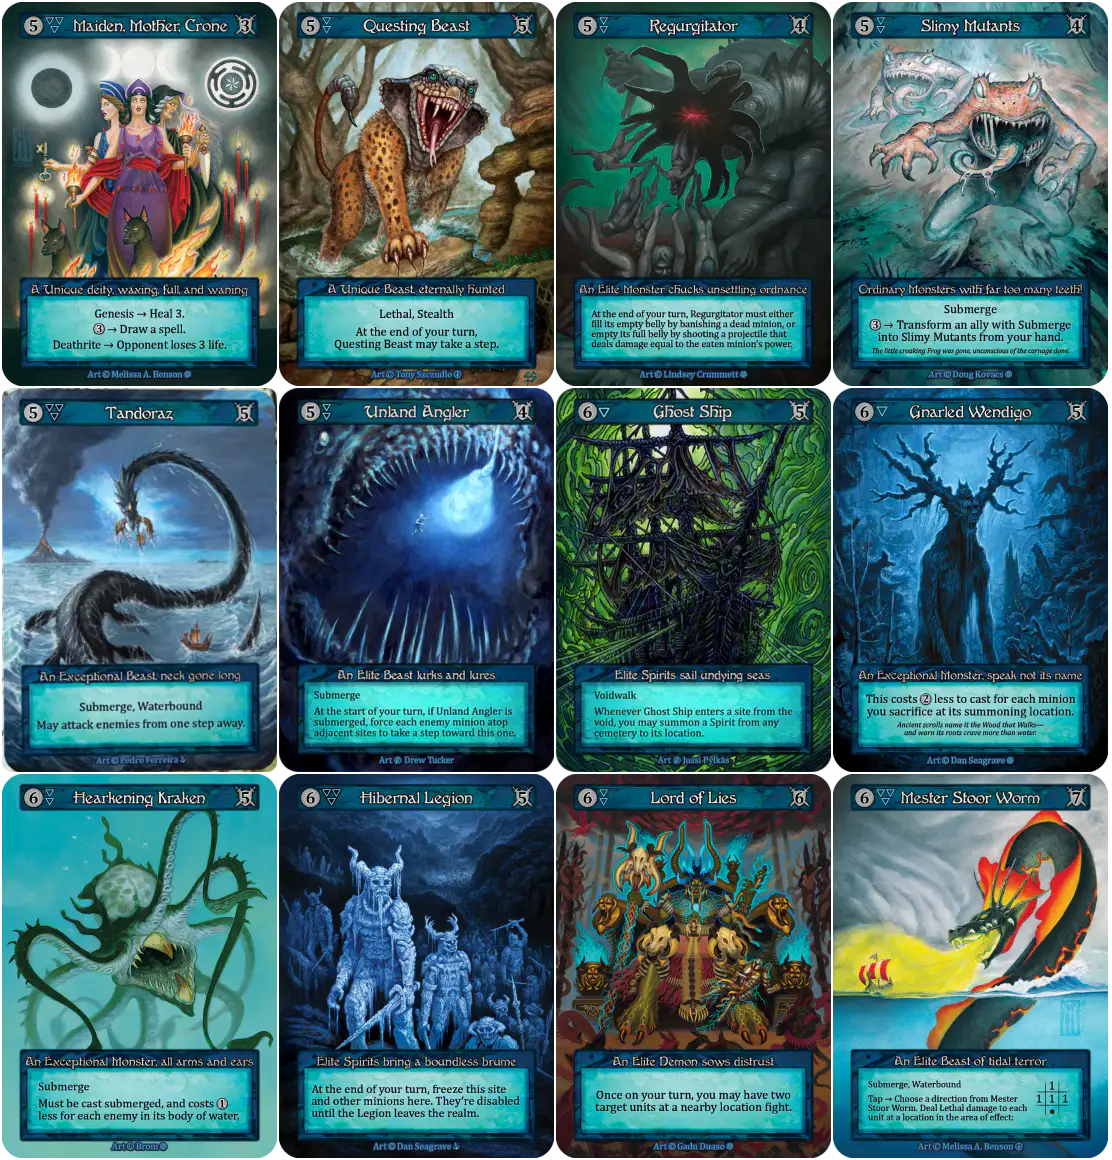 5 Maiden, Mother, Crone 3
A Unique deity, waxing, full, and waning
Genesis → Heal 3.
③ → Draw a spell.
Deathrite → Opponent loses 3 life.
Art © Melissa A. Benson
5 Questing Beast 5
A Unique Beast, eternally hunted
Lethal, Stealth
At the end of your turn,
Questing Beast may take a step.
Art © Tony Szczudlo
5 Regurgitator 4
An Elite Monster chucks unsettling ordnance
At the end of your turn, Regurgitator must either
fill its empty belly by banishing a dead minion, or
empty its full belly by shooting a projectile that
deals damage equal to the eaten minion's power.
Art © Lindsey Crummett
5 Slimy Mutants 4
Ordinary Monsters with far too many teeth!
Submerge
③ → Transform an ally with Submerge
into Slimy Mutants from your hand.
The little croaking Frog was gone, unconscious of the carnage done.
Art © Doug Kovacs
5 Tandoraz 5
An Exceptional Beast, neck gone long
Submerge, Waterbound
May attack enemies from one step away.
Art © Pedro Ferreira
5 Unland Angler 4
An Elite Beast lurks and lures
Submerge
At the start of your turn, if Unland Angler is
submerged, force each enemy minion atop
adjacent sites to take a step toward this one.
Art Drew Tucker
6 Ghost Ship 5
Elite Spirits sail undying seas
Voidwalk
Whenever Ghost Ship enters a site from the
void, you may summon a Spirit from any
cemetery to its location.
Art Jussi Pylkäs
6 Gnarled Wendigo 5
An Exceptional Monster, speak not its name
This costs ② less to cast for each minion
you sacrifice at its summoning location.
Ancient scrolls name it the Wood that Walks—
and warn its roots crave more than water.
Art © Dan Seagrave
6 Hearkening Kraken 5
An Exceptional Monster, all arms and ears
Submerge
Must be cast submerged, and costs ①
less for each enemy in its body of water.
Art © Brom
6 Hibernal Legion 5
Elite Spirits bring a boundless brume
At the end of your turn, freeze this site
and other minions here. They're disabled
until the Legion leaves the realm.
Art © Dan Seagrave
6 Lord of Lies 6
An Elite Demon sows distrust
Once on your turn, you may have two
target units at a nearby location fight.
Art © Gadu Duaso
6 Mester Stoor Worm 7
An Elite Beast of tidal terror
Submerge, Waterbound
Tap → Choose a direction from Mester
Stoor Worm. Deal Lethal damage to each
unit at a location in the area of effect:
1
1 1 1
Art © Melissa A. Benson